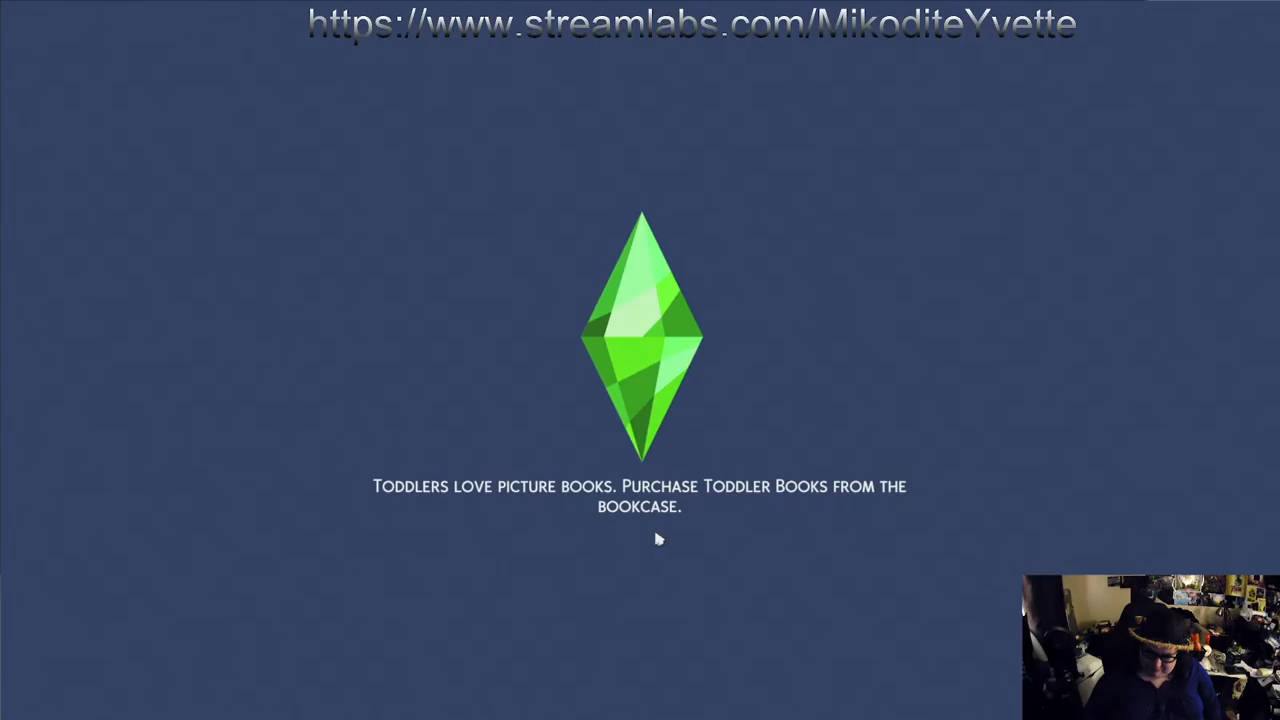 https://www.streamlabs.com/MikoditeYvette
Toddlers love picture books. Purchase Toddler Books from the
bookcase.